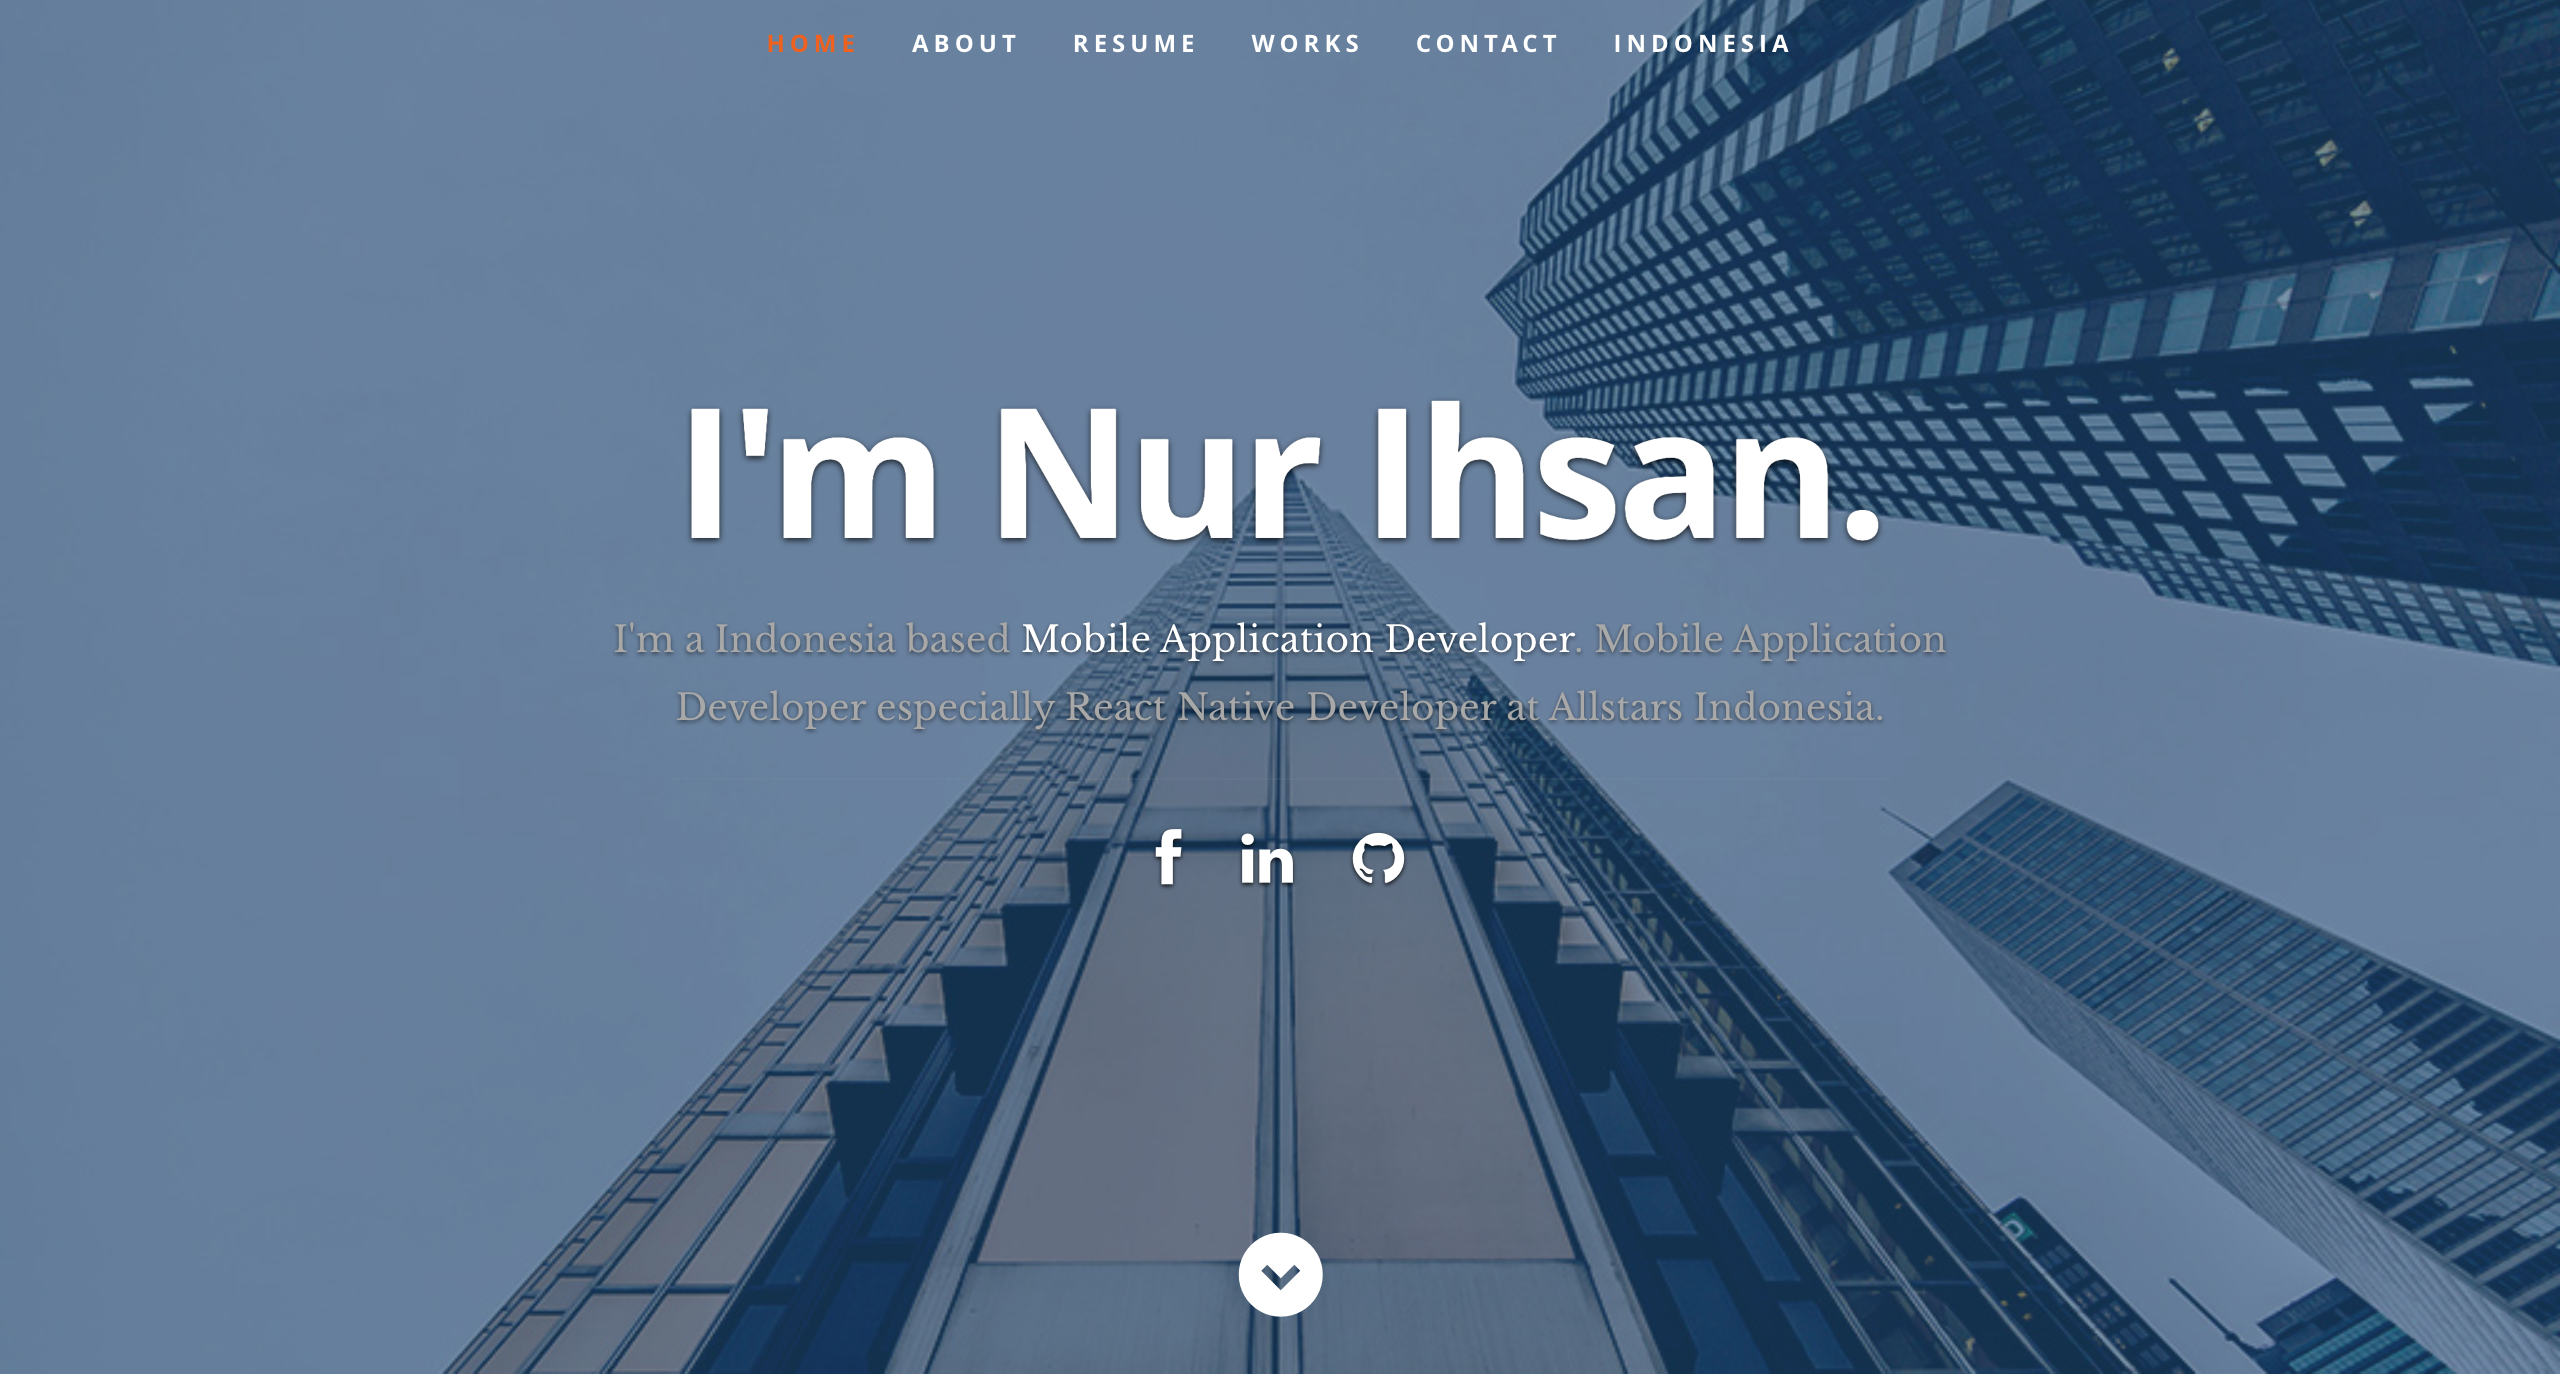 HOME ABOUT RESUME WORKS CONTACT INDONESIA
I'm Nur Ihsan.
I'm a Indonesia based Mobile Application Developer. Mobile Application
Developer especially React Native Developer at Allstars Indonesia.